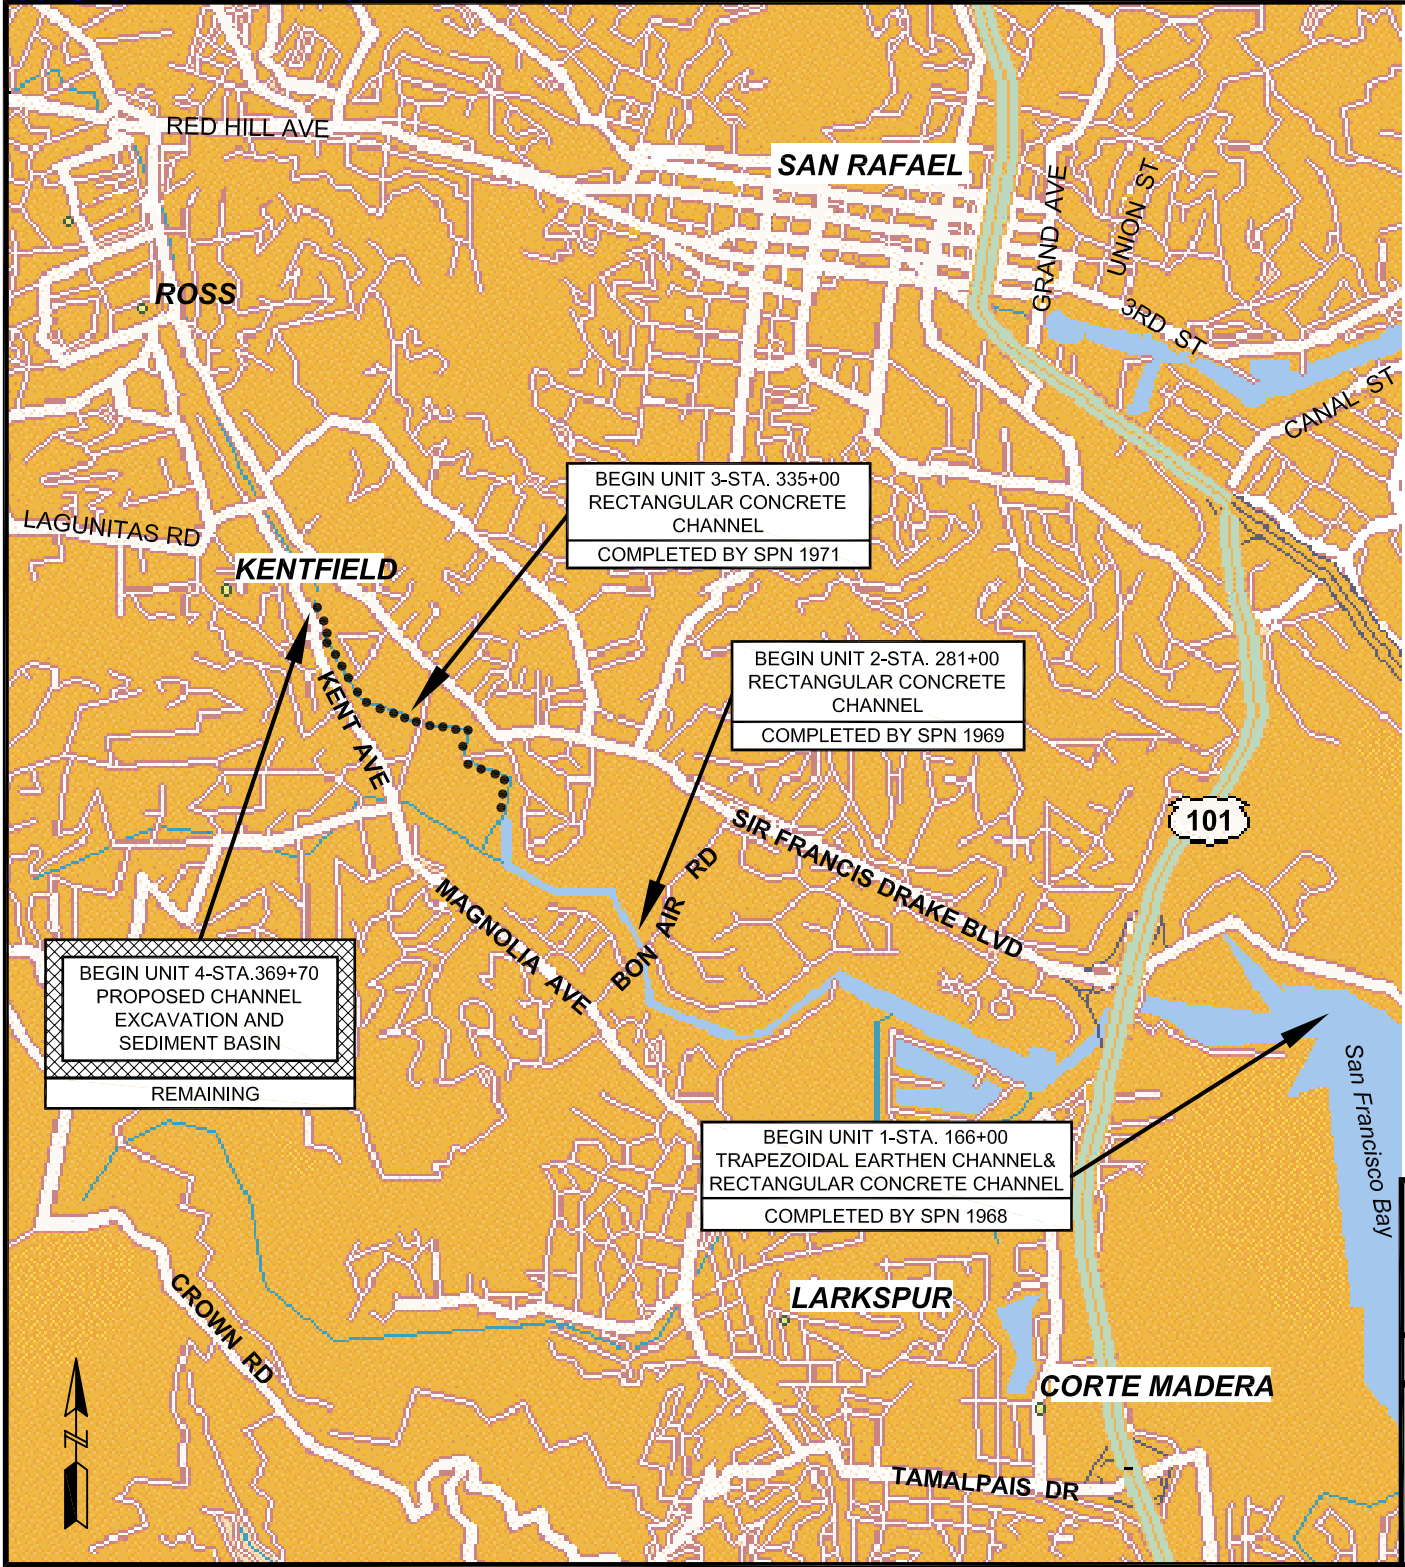 RED HILL AVE
SAN RAFAEL
GRAND AVE
UNION ST
ROSS
3RD ST
CANAL ST
BEGIN UNIT 3-STA. 335+00
RECTANGULAR CONCRETE
CHANNEL
COMPLETED BY SPN 1971
LAGUNITAS RD
KENTFIELD
BEGIN UNIT 2-STA. 281+00
RECTANGULAR CONCRETE
CHANNEL
COMPLETED BY SPN 1969
KENT AVE
101
SIR FRANCIS DRAKE BLVD
BON AIR RD
MAGNOLIA AVE
BEGIN UNIT 4-STA.369+70
PROPOSED CHANNEL
EXCAVATION AND
SEDIMENT BASIN
REMAINING
San Francisco Bay
BEGIN UNIT 1-STA. 166+00
TRAPEZOIDAL EARTHEN CHANNEL&
RECTANGULAR CONCRETE CHANNEL
COMPLETED BY SPN 1968
LARKSPUR
CROWN RD
CORTE MADERA
N
TAMALPAIS DR